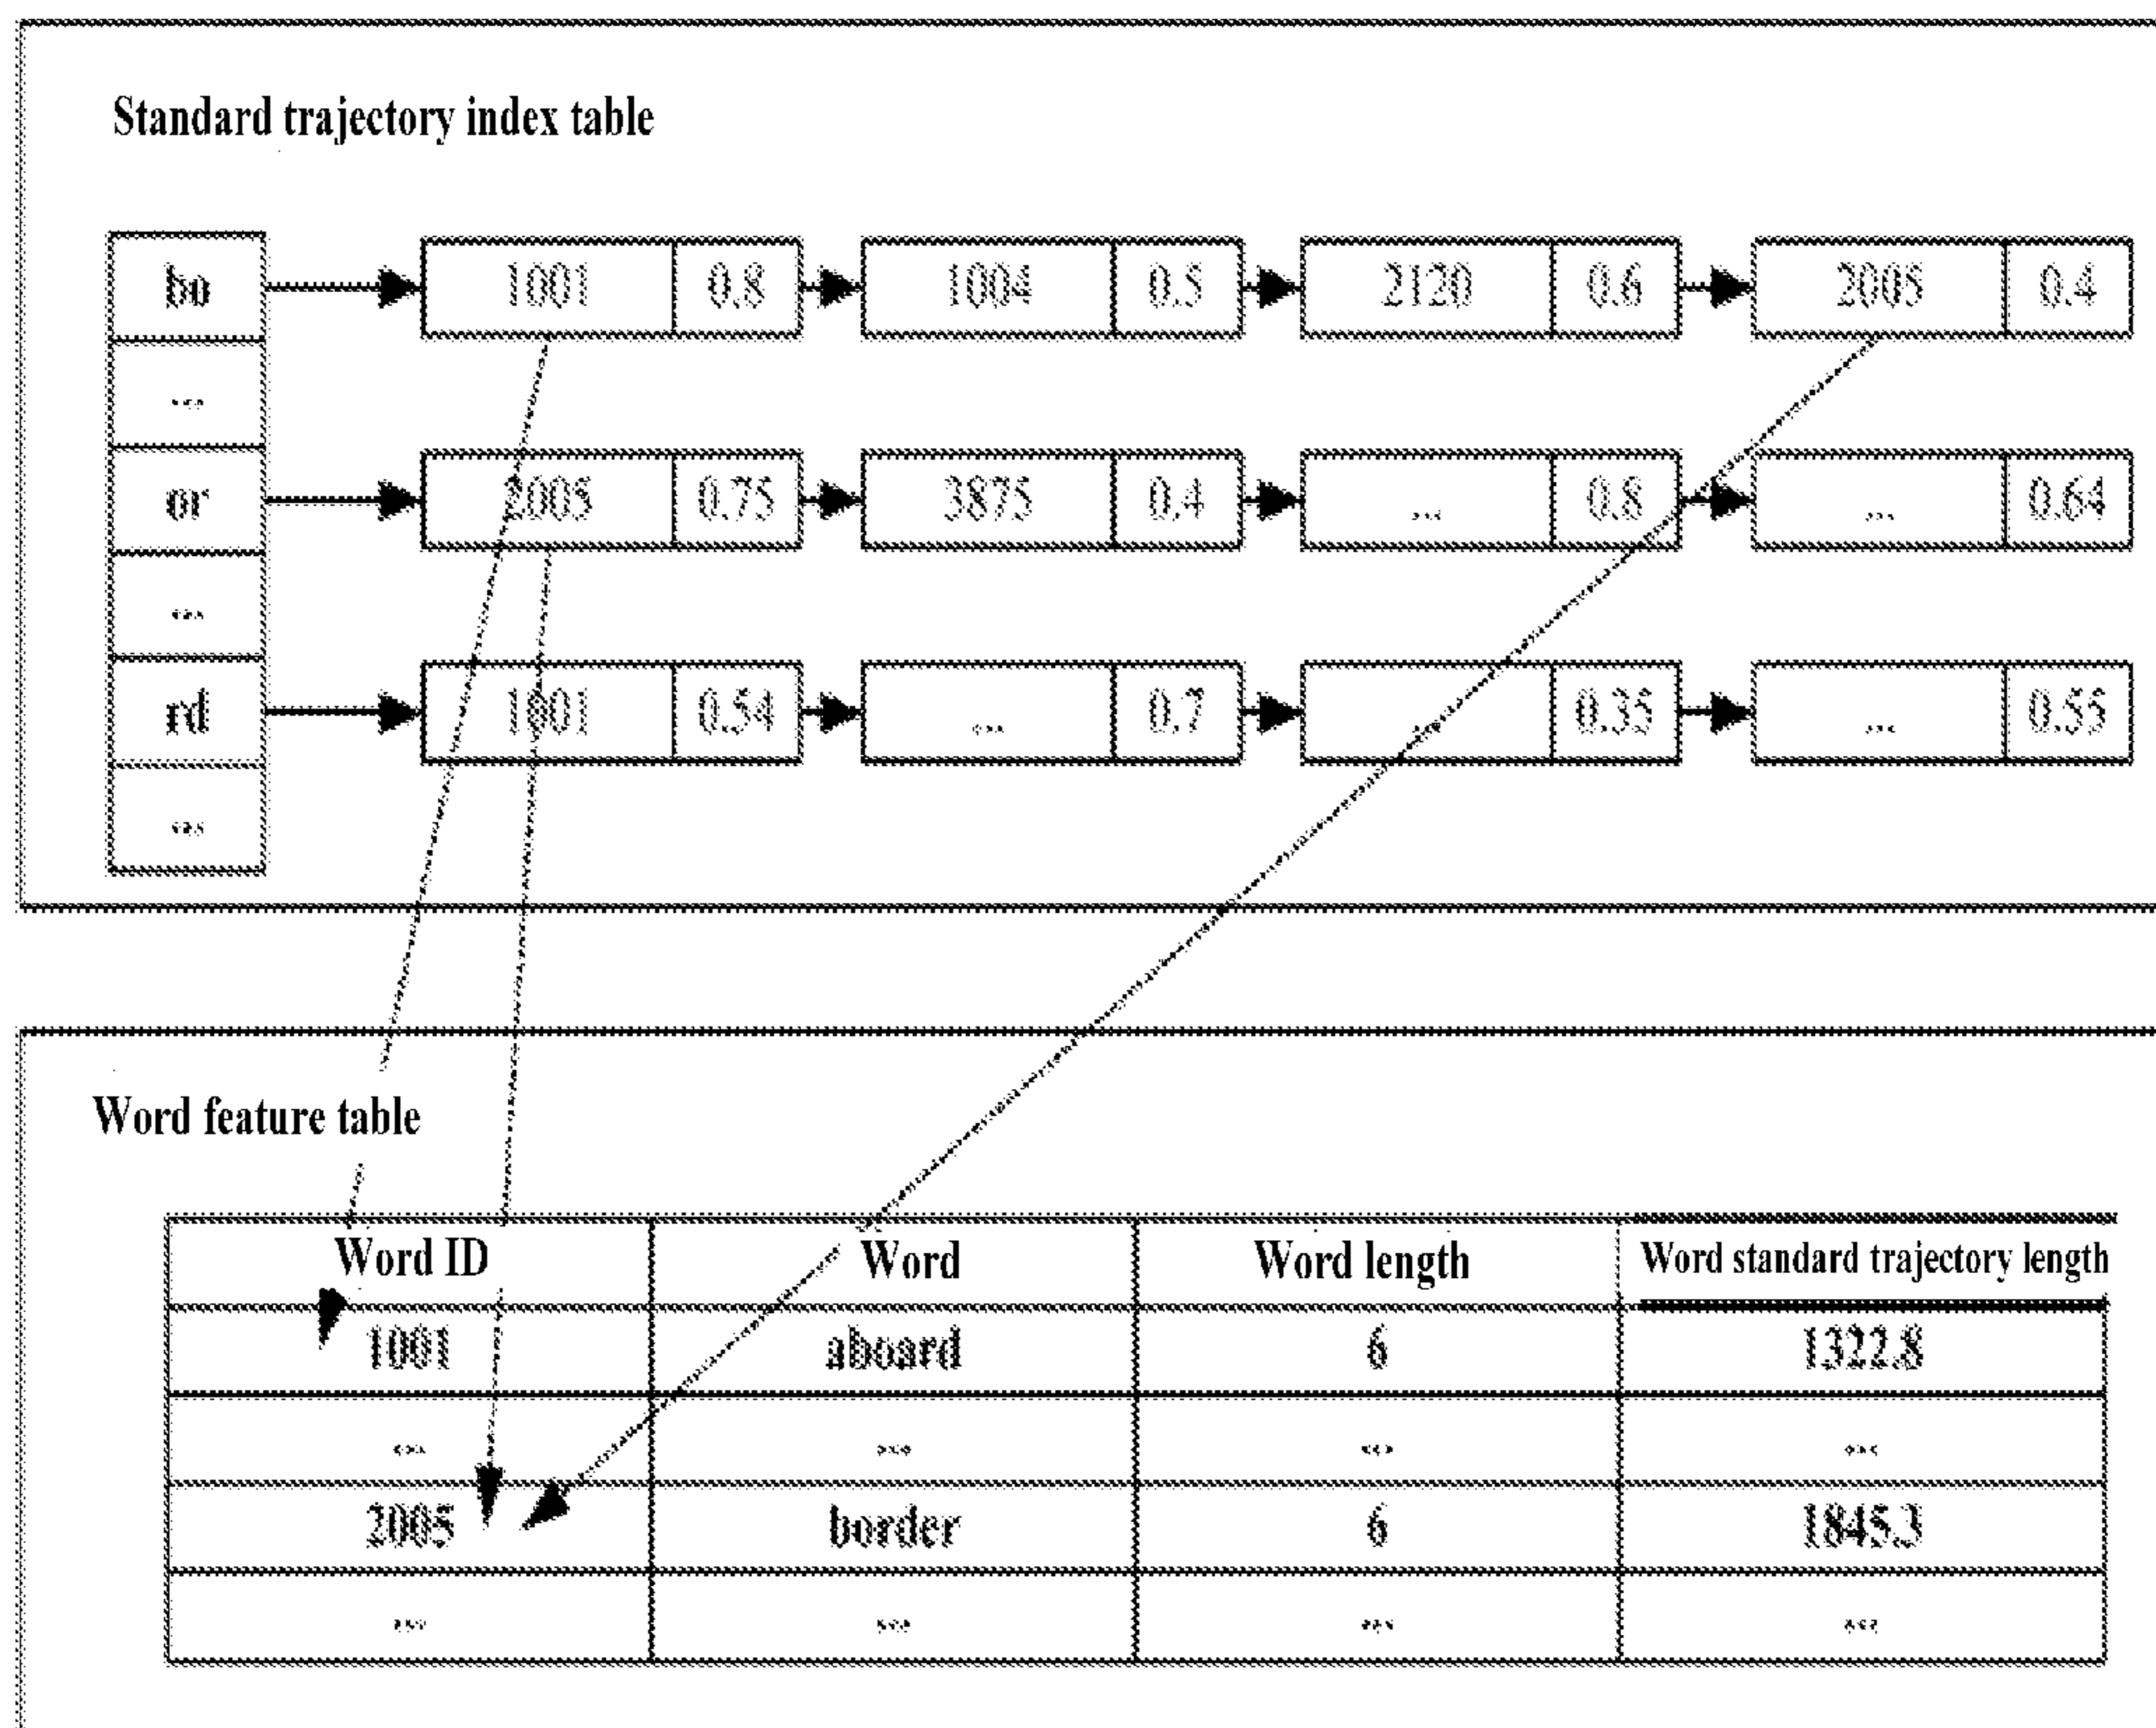 Standard trajectory index table
bo 1001 0.8 1004 0.5 2120 0.6 2005 0.4
...
or 2005 0.75 3875 0.4 ... 0.8 ... 0.64
...
rd 1001 0.54 ... 0.7 ... 0.35 ... 0.55
...
Word feature table
Word ID Word Word length Word standard trajectory length
1001 aboard 6 1322.8
... ... ... ...
2005 border 6 1845.3
... ... ... ...